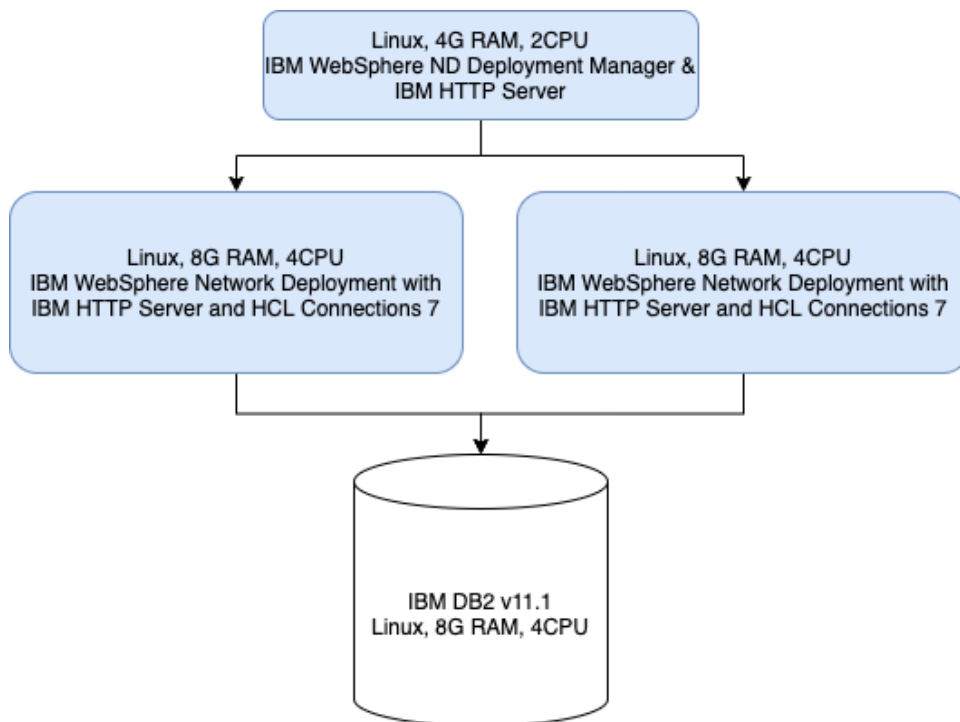 Linux, 4G RAM, 2CPU
IBM WebSphere ND Deployment Manager &
IBM HTTP Server
Linux, 8G RAM, 4CPU
IBM WebSphere Network Deployment with
IBM HTTP Server and HCL Connections 7
Linux, 8G RAM, 4CPU
IBM WebSphere Network Deployment with
IBM HTTP Server and HCL Connections 7
IBM DB2 v11.1
Linux, 8G RAM, 4CPU